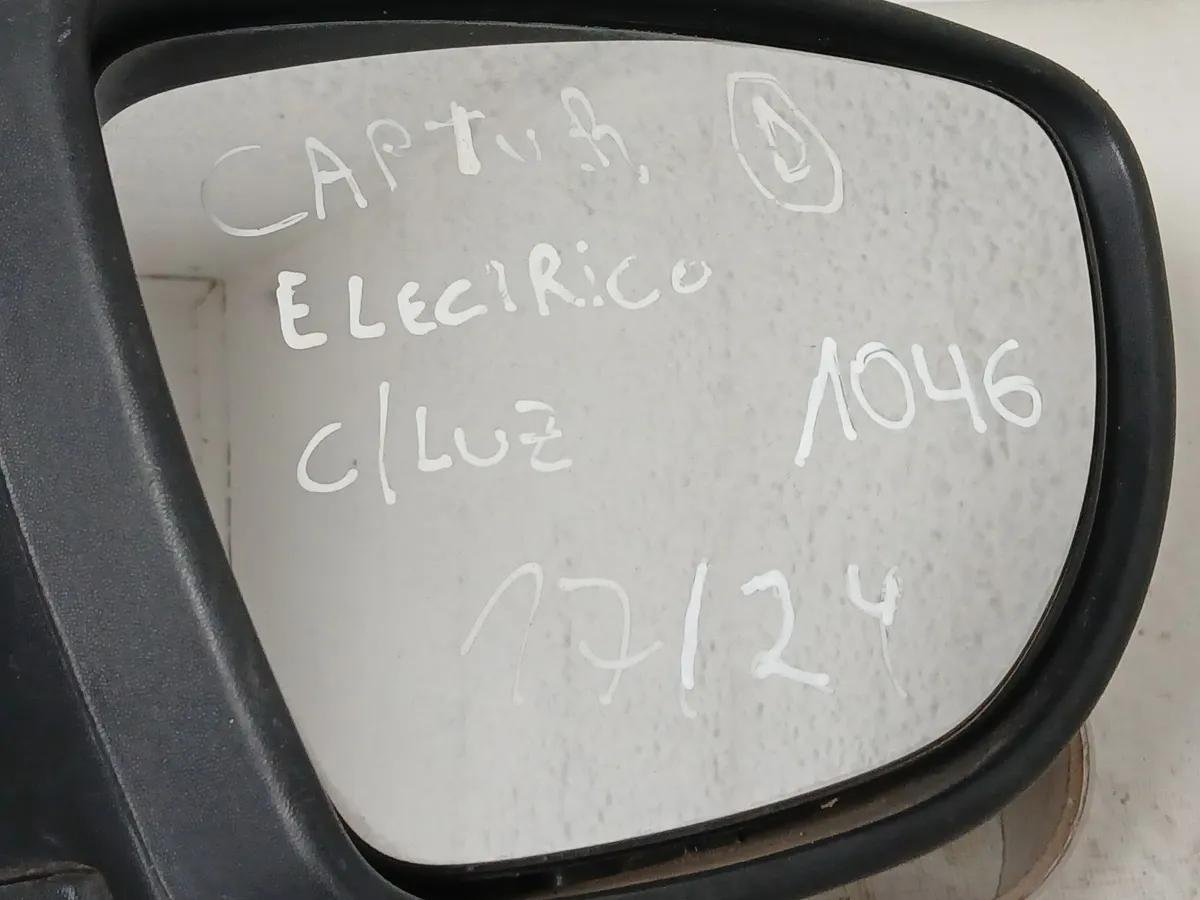 CAPTUR D
ELECTRICO
C/LUZ
1046
17/24